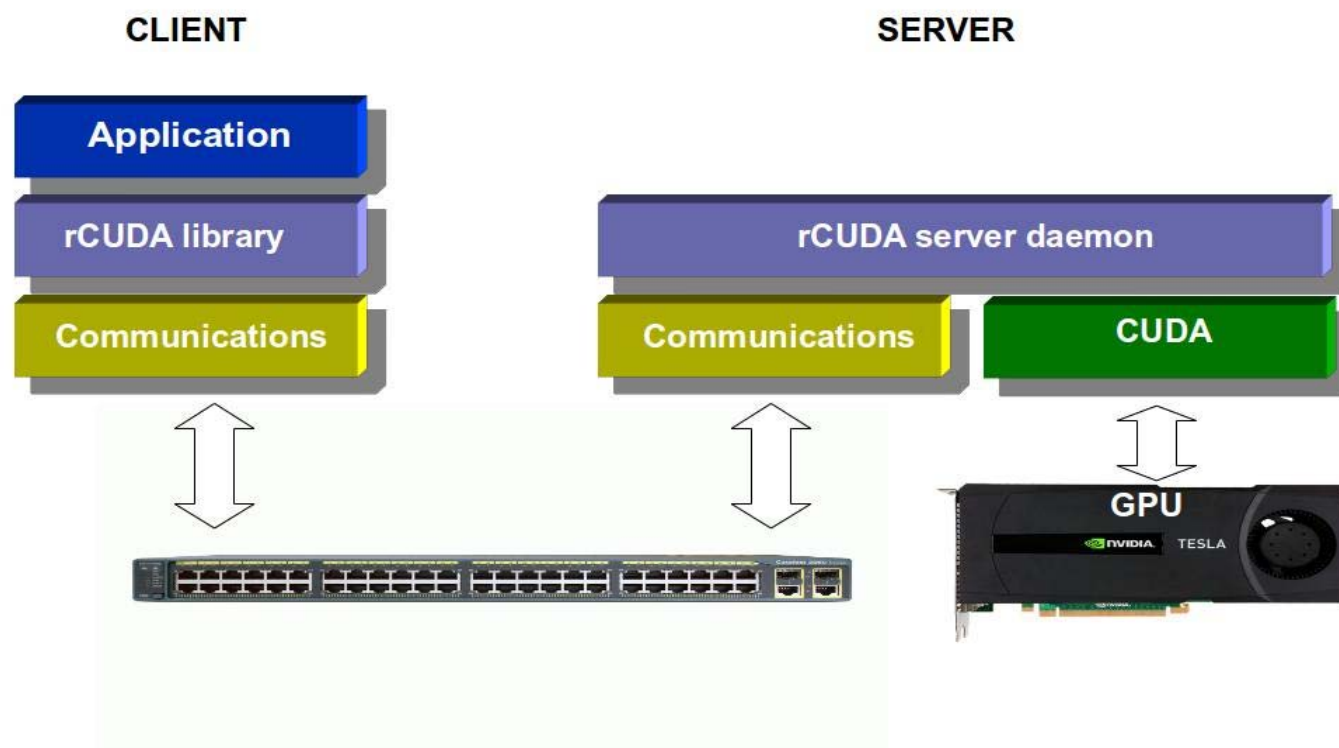 CLIENT
SERVER
Application
rCUDA library
rCUDA server daemon
Communications
Communications
CUDA
GPU
NVIDIA.
TESLA